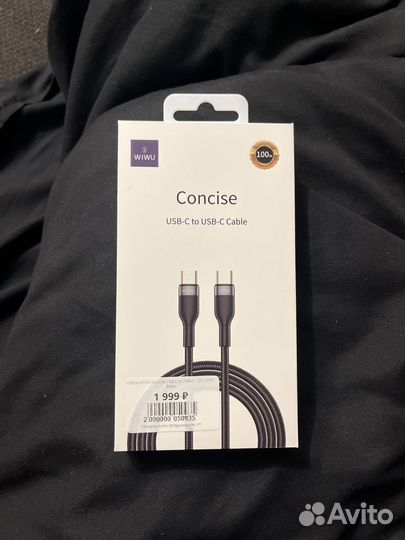 WIWU
100W
Concise
USB-C to USB-C Cable
1 999 ₽
2 000000 050935
Avito